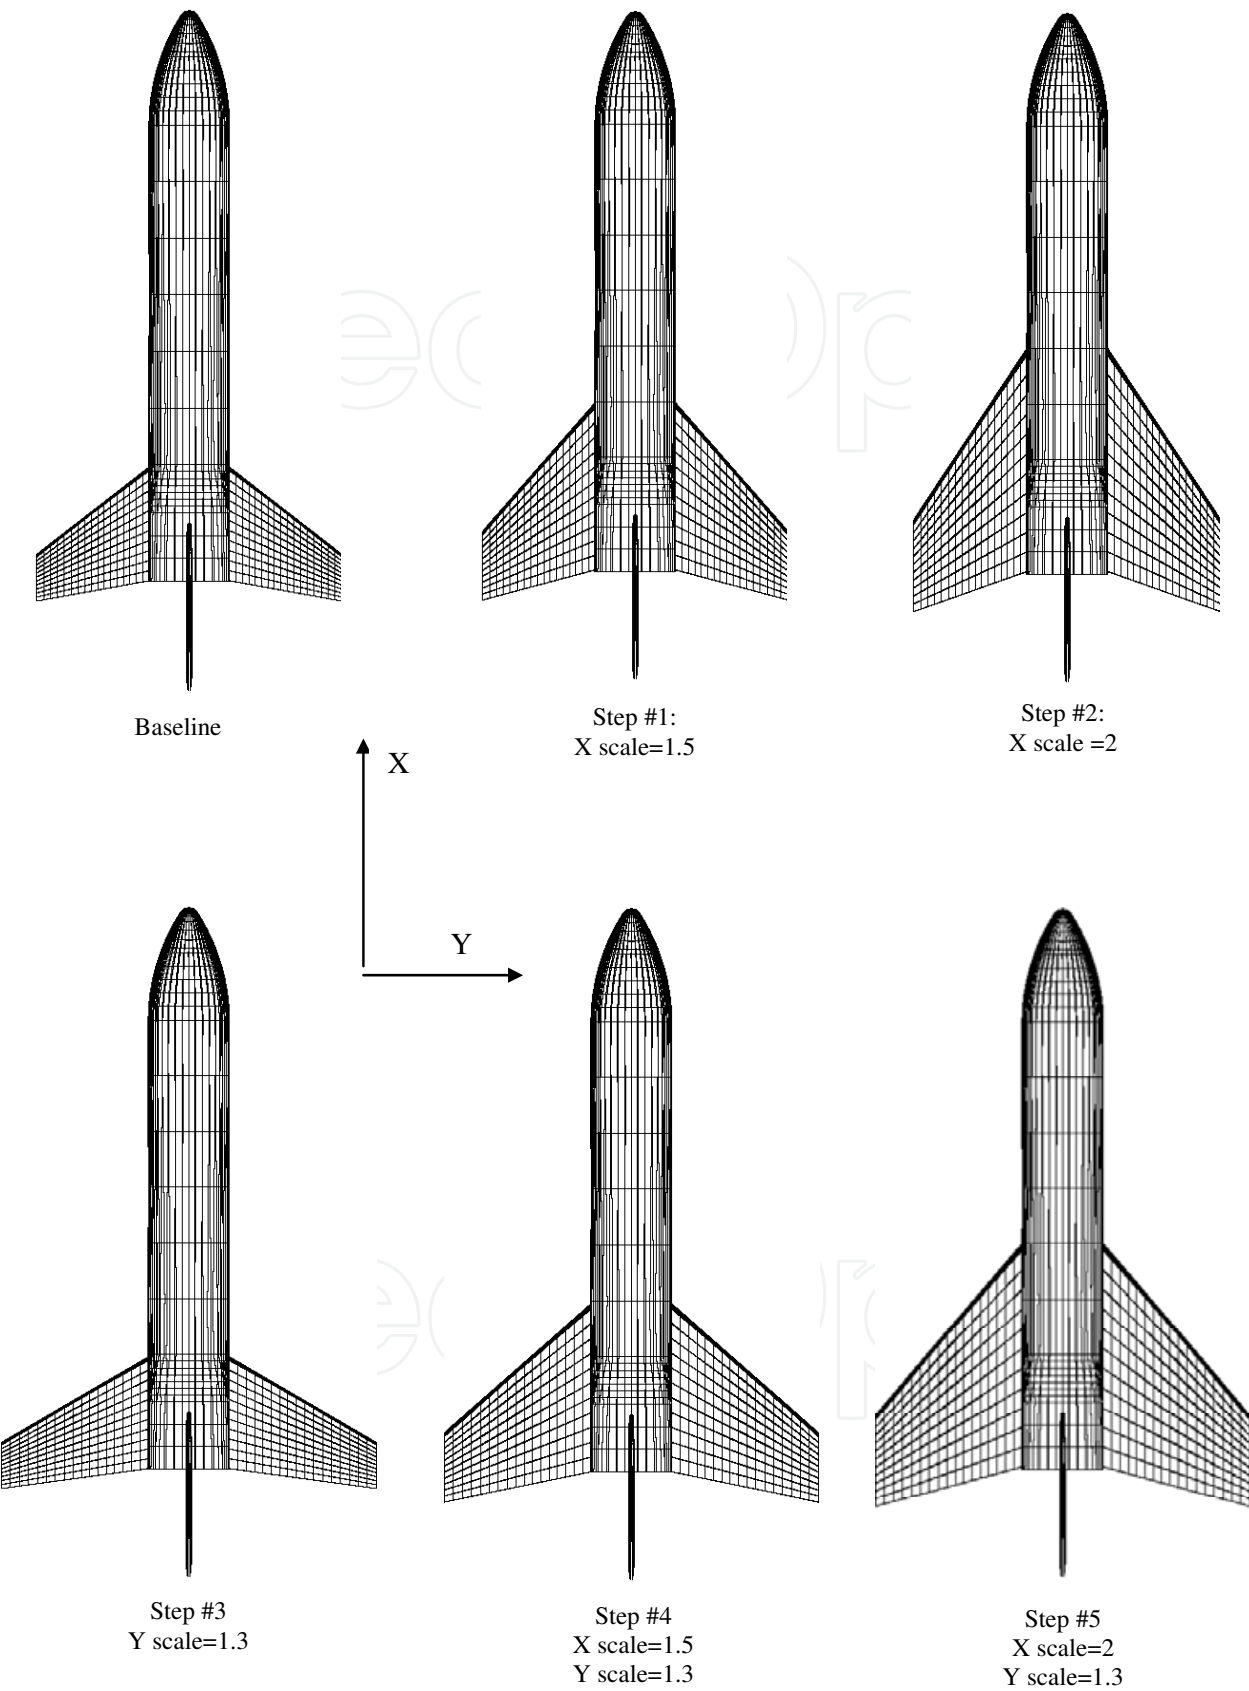 Baseline
Step #1:
X scale=1.5
Step #2:
X scale =2
X
Y
Step #3
Y scale=1.3
Step #4
X scale=1.5
Y scale=1.3
Step #5
X scale=2
Y scale=1.3